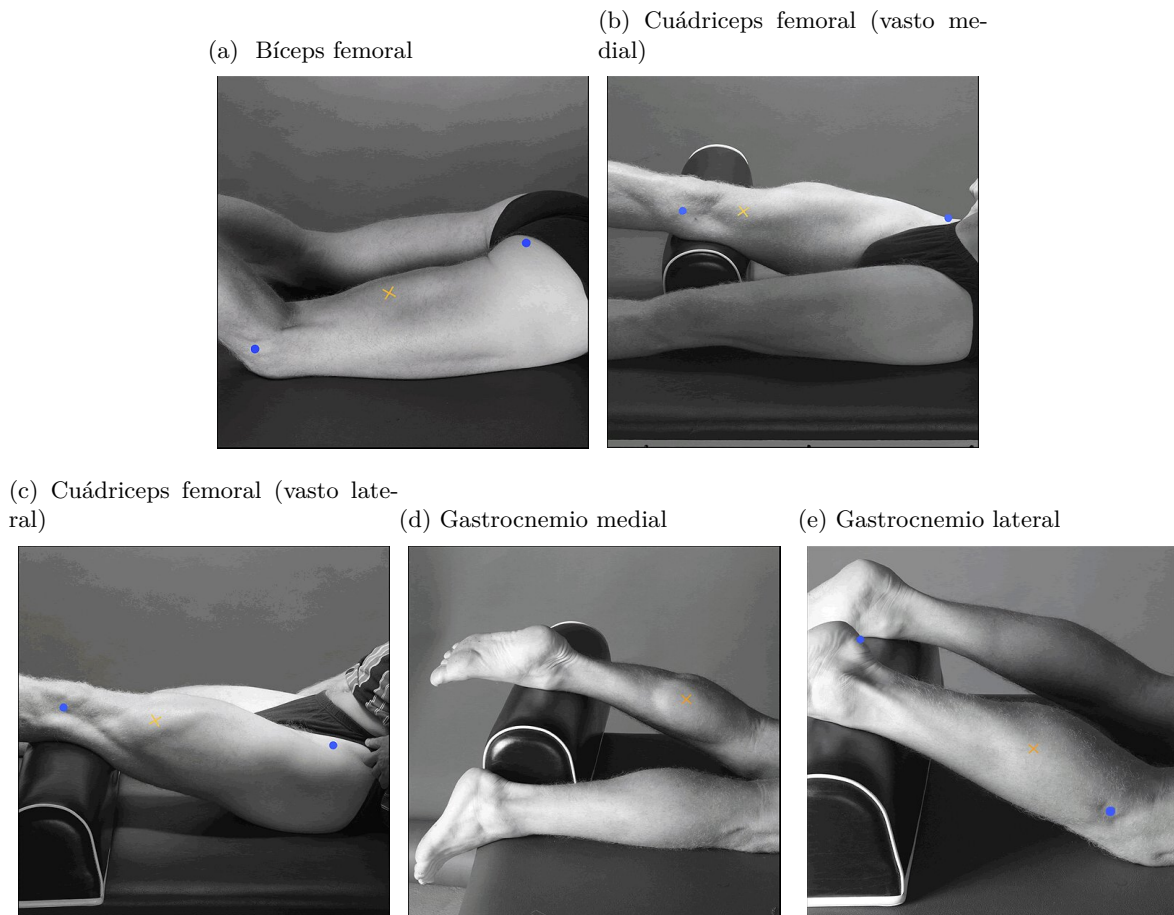 (a) Bíceps femoral
(b) Cuádriceps femoral (vasto me-
dial)
(c) Cuádriceps femoral (vasto late-
ral)
(d) Gastrocnemio medial
(e) Gastrocnemio lateral